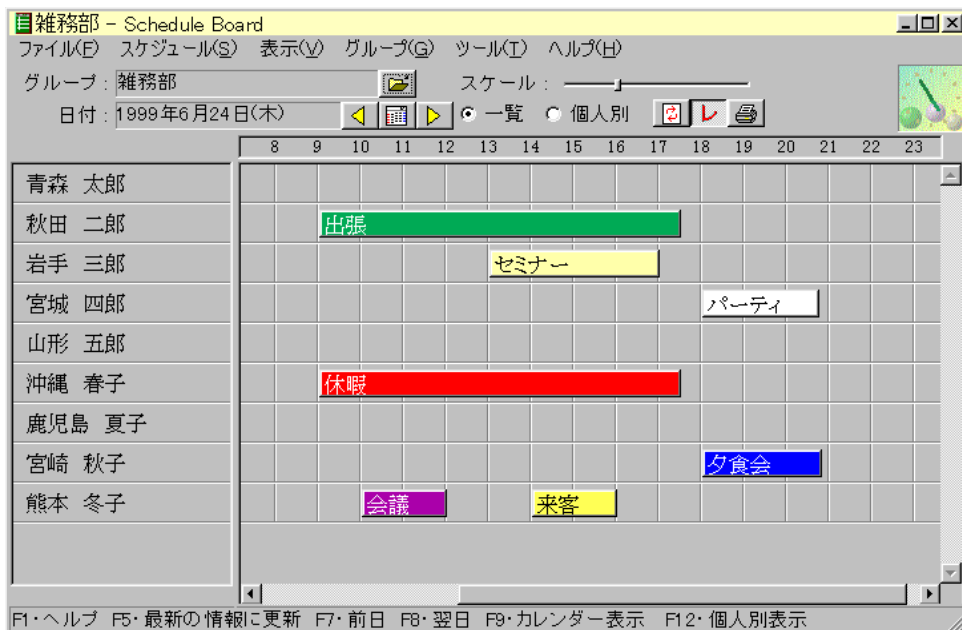 雑務部 - Schedule Board
ファイル(F) スケジュール(S) 表示(V) グループ(G) ツール(T) ヘルプ(H)
グループ : 雑務部 スケール :
日付 : 1999年6月24日(木) 一覧 個人別
8 9 10 11 12 13 14 15 16 17 18 19 20 21 22 23
青森 太郎
秋田 二郎 出張
岩手 三郎 セミナー
宮城 四郎 パーティ
山形 五郎
沖縄 春子 休暇
鹿児島 夏子
宮崎 秋子 夕食会
熊本 冬子 会議 来客
F1・ヘルプ F5・最新の情報に更新 F7・前日 F8・翌日 F9・カレンダー表示 F12・個人別表示